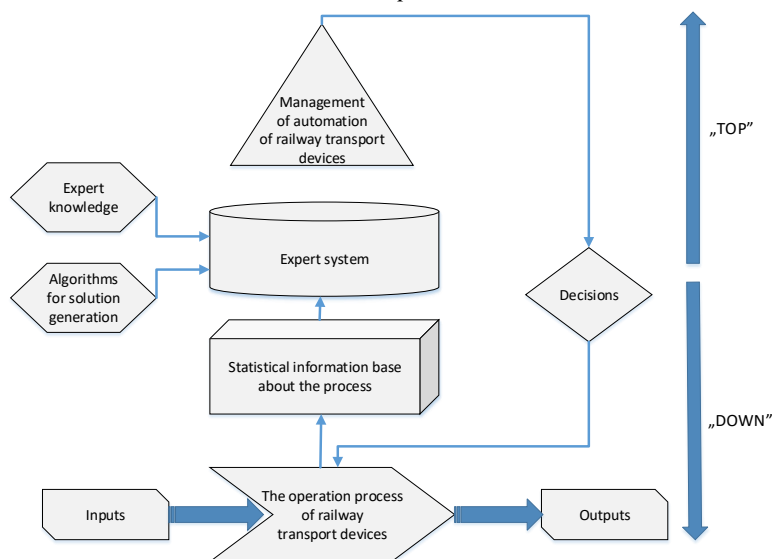 Management
of automation
of railway transport
devices
„TOP”
Expert
knowledge
Expert system
Algorithms
for solution
generation
Decisions
Statistical information base
about the process
„DOWN”
Inputs
The operation process
of railway
transport devices
Outputs